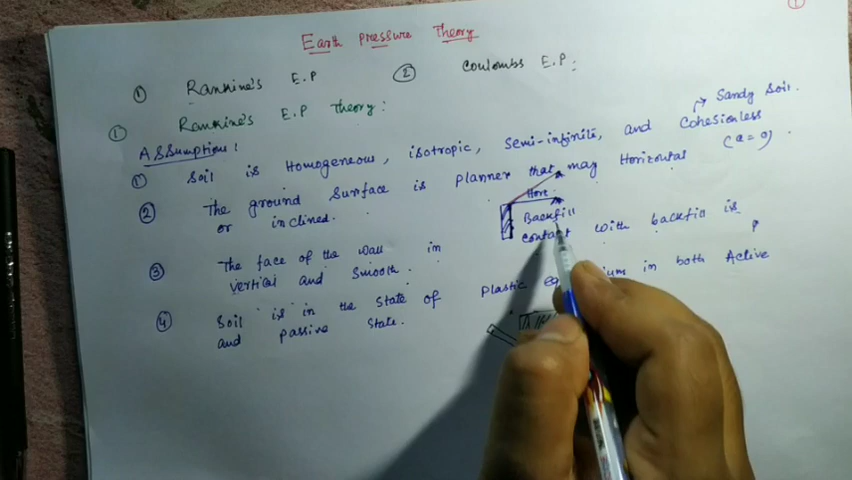 ①
Earth Pressure Theory
① Rankine's E.P ② Coulombs E.P :
① Rankine's E.P Theory :
→ Sandy Soil.
Assumption :
① Soil is Homogeneous, isotropic, semi-infinite, and Cohesionless
② The ground Surface is planner that may Horizontal
or inclined.
Backfill
③ The face of the wall in contact with backfill is
vertical and smooth.
④ Soil is in the state of plastic in both Active
and passive state.